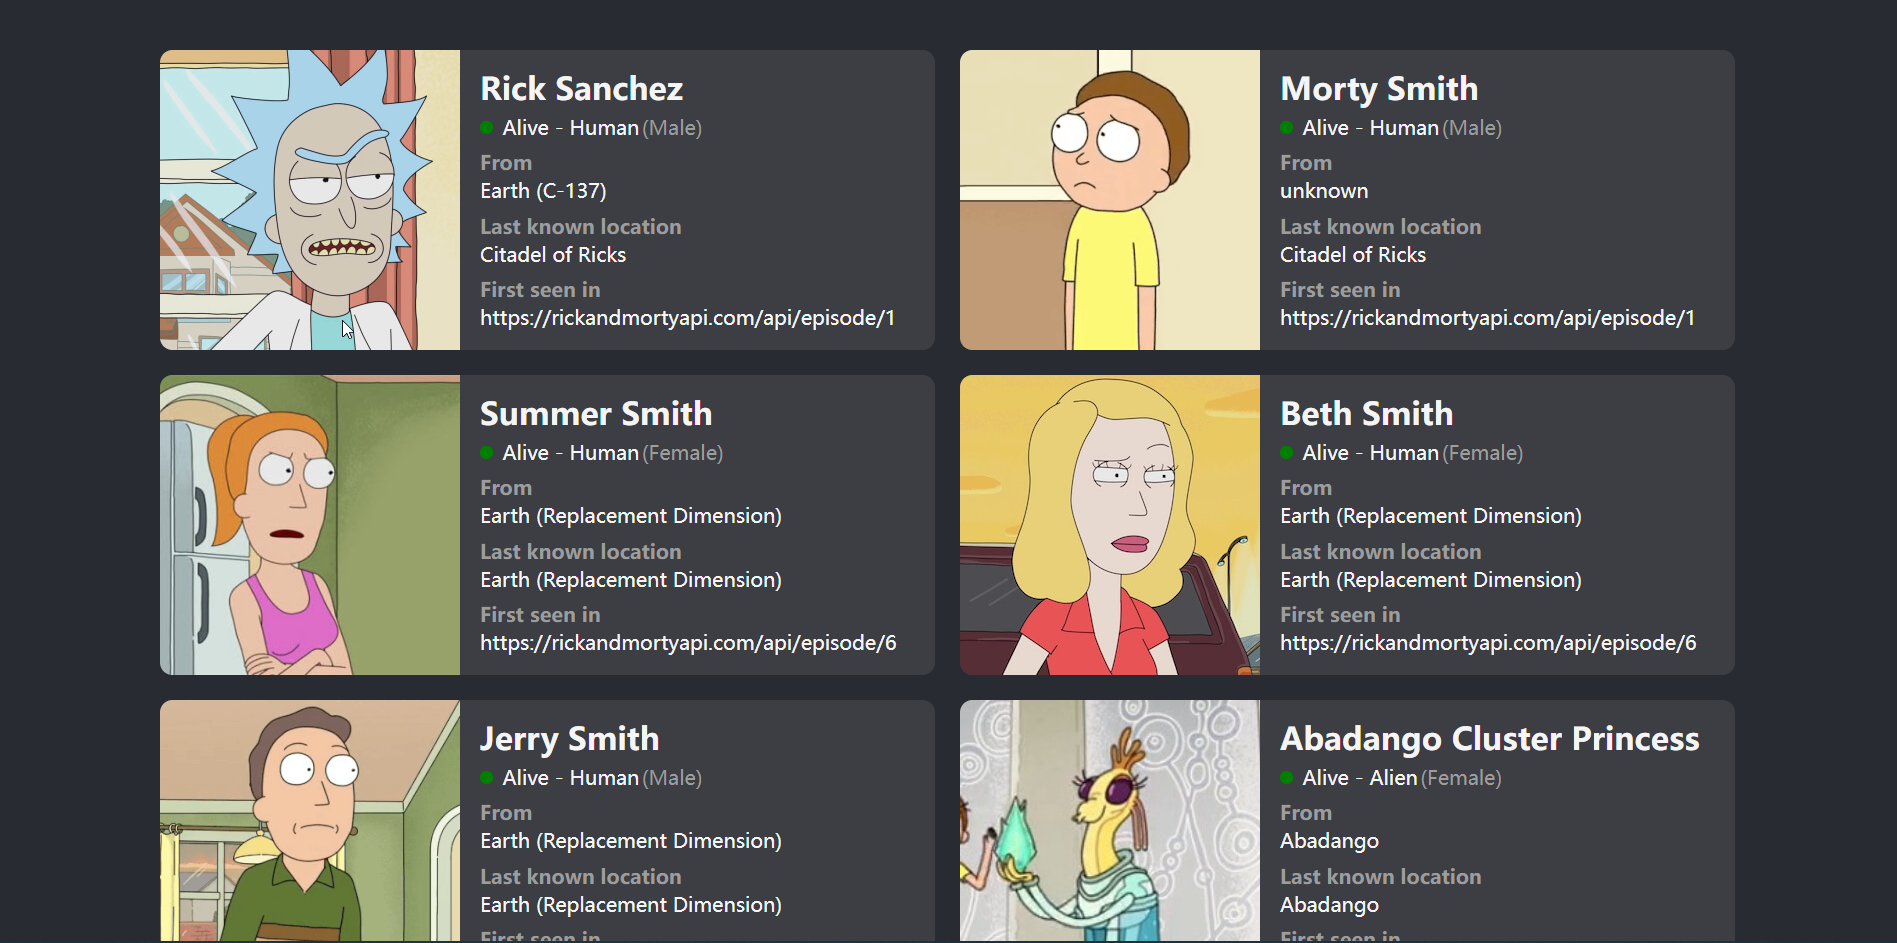 Rick Sanchez
Alive - Human (Male)
From
Earth (C-137)
Last known location
Citadel of Ricks
First seen in
https://rickandmortyapi.com/api/episode/1
Morty Smith
Alive - Human (Male)
From
unknown
Last known location
Citadel of Ricks
First seen in
https://rickandmortyapi.com/api/episode/1
Summer Smith
Alive - Human (Female)
From
Earth (Replacement Dimension)
Last known location
Earth (Replacement Dimension)
First seen in
https://rickandmortyapi.com/api/episode/6
Beth Smith
Alive - Human (Female)
From
Earth (Replacement Dimension)
Last known location
Earth (Replacement Dimension)
First seen in
https://rickandmortyapi.com/api/episode/6
Jerry Smith
Alive - Human (Male)
From
Earth (Replacement Dimension)
Last known location
Earth (Replacement Dimension)
First seen in
Abadango Cluster Princess
Alive - Alien (Female)
From
Abadango
Last known location
Abadango
First seen in